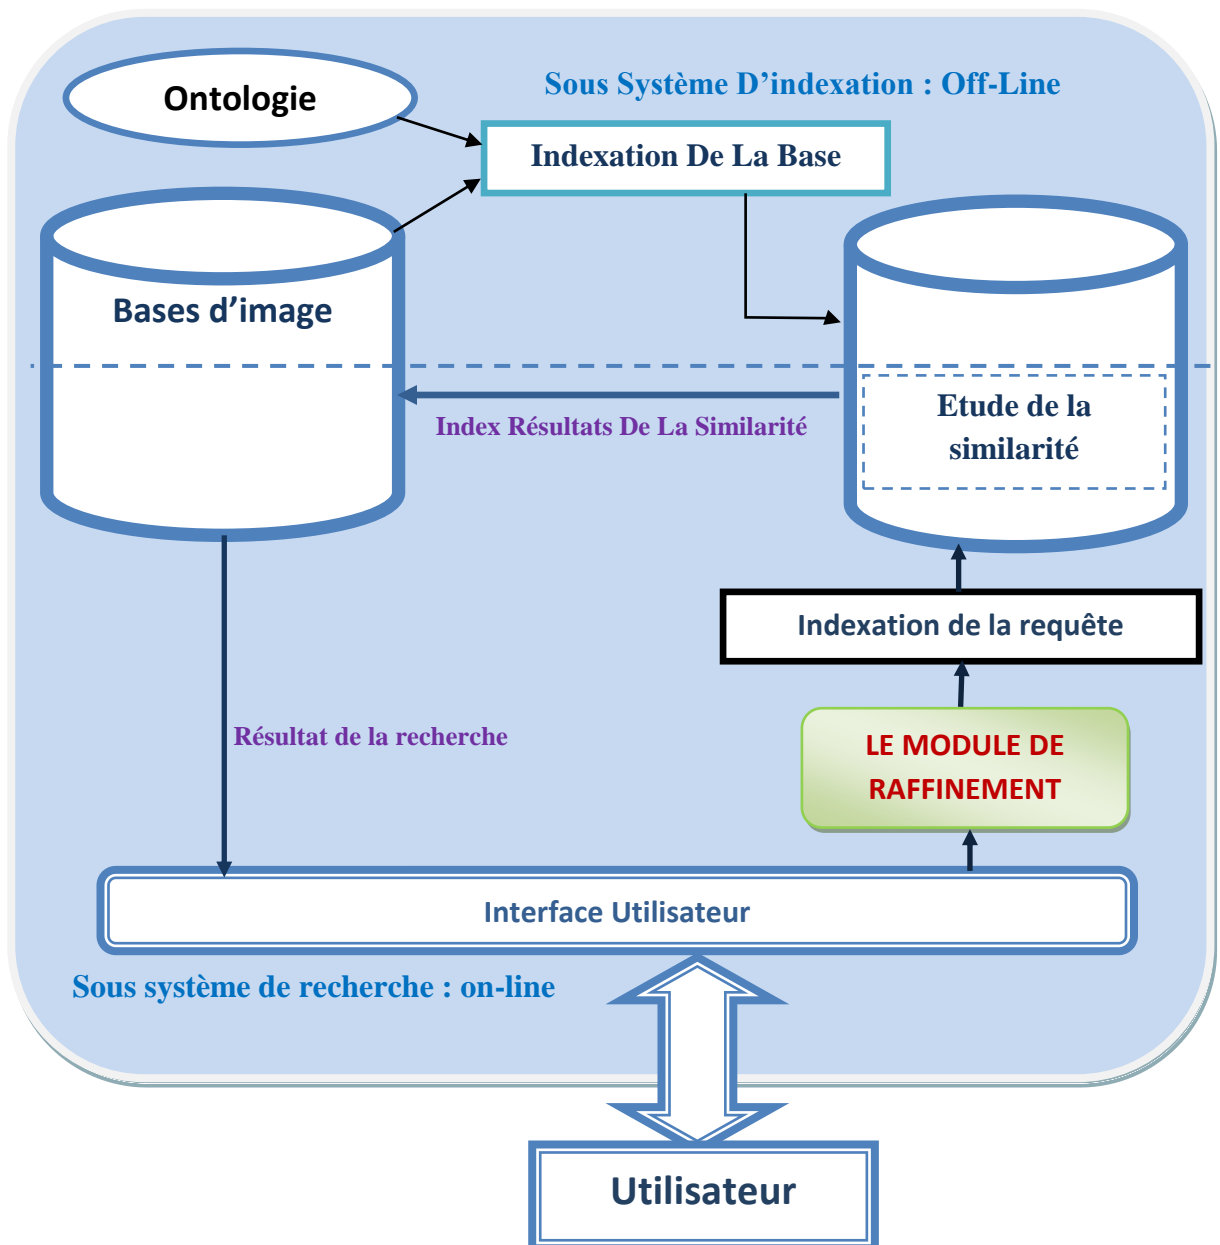 Ontologie
Sous Système D’indexation : Off-Line
Indexation De La Base
Bases d’image
Etude de la
similarité
Index Résultats De La Similarité
Indexation de la requête
Résultat de la recherche
LE MODULE DE
RAFFINEMENT
Interface Utilisateur
Sous système de recherche : on-line
Utilisateur